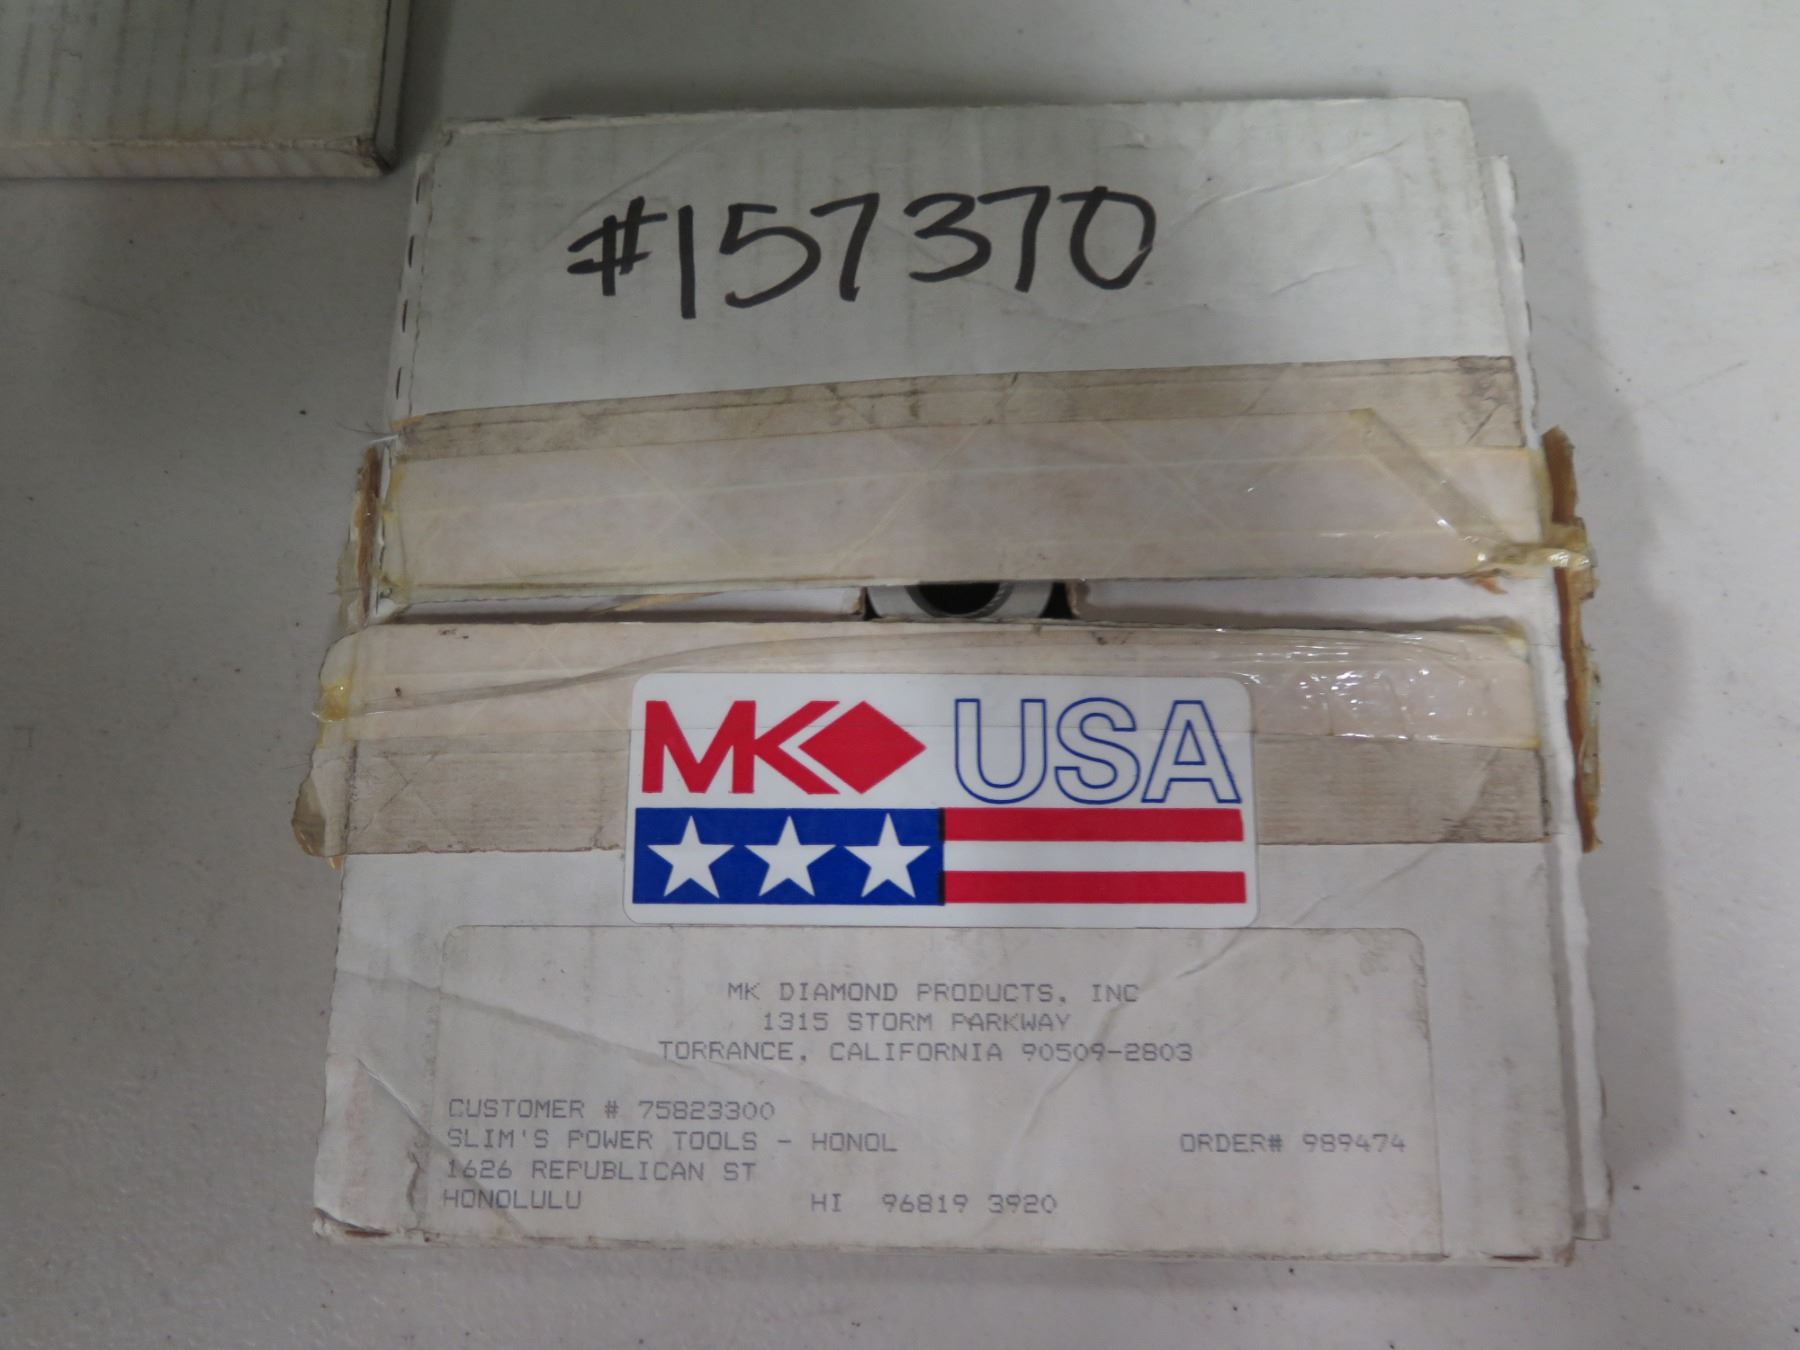 #157370
MK USA
MK DIAMOND PRODUCTS, INC
1315 STORM PARKWAY
TORRANCE, CALIFORNIA 90509-2803
CUSTOMER # 75823300
SLIM'S POWER TOOLS - HONOL ORDER# 989474
1626 REPUBLICAN ST
HONOLULU HI 96819 3920